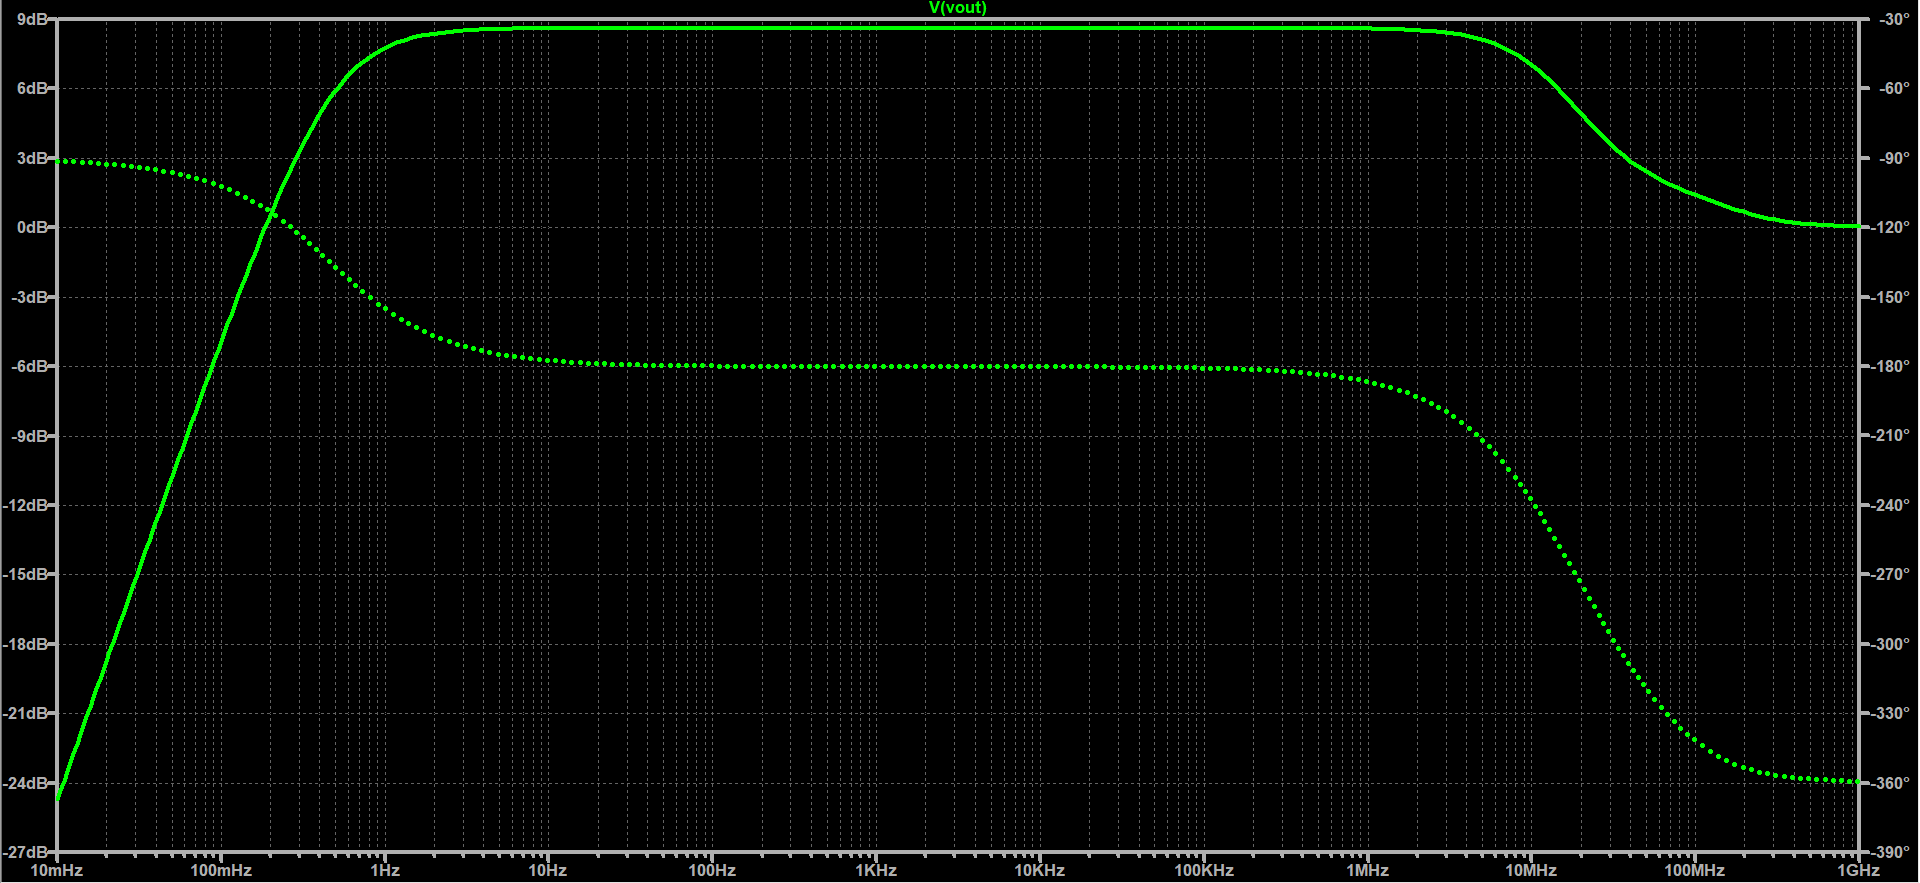 V(vout)
9dB
6dB
3dB
0dB
-3dB
-6dB
-9dB
-12dB
-15dB
-18dB
-21dB
-24dB
-27dB
-30°
-60°
-90°
-120°
-150°
-180°
-210°
-240°
-270°
-300°
-330°
-360°
-390°
10mHz 100mHz 1Hz 10Hz 100Hz 1KHz 10KHz 100KHz 1MHz 10MHz 100MHz 1GHz